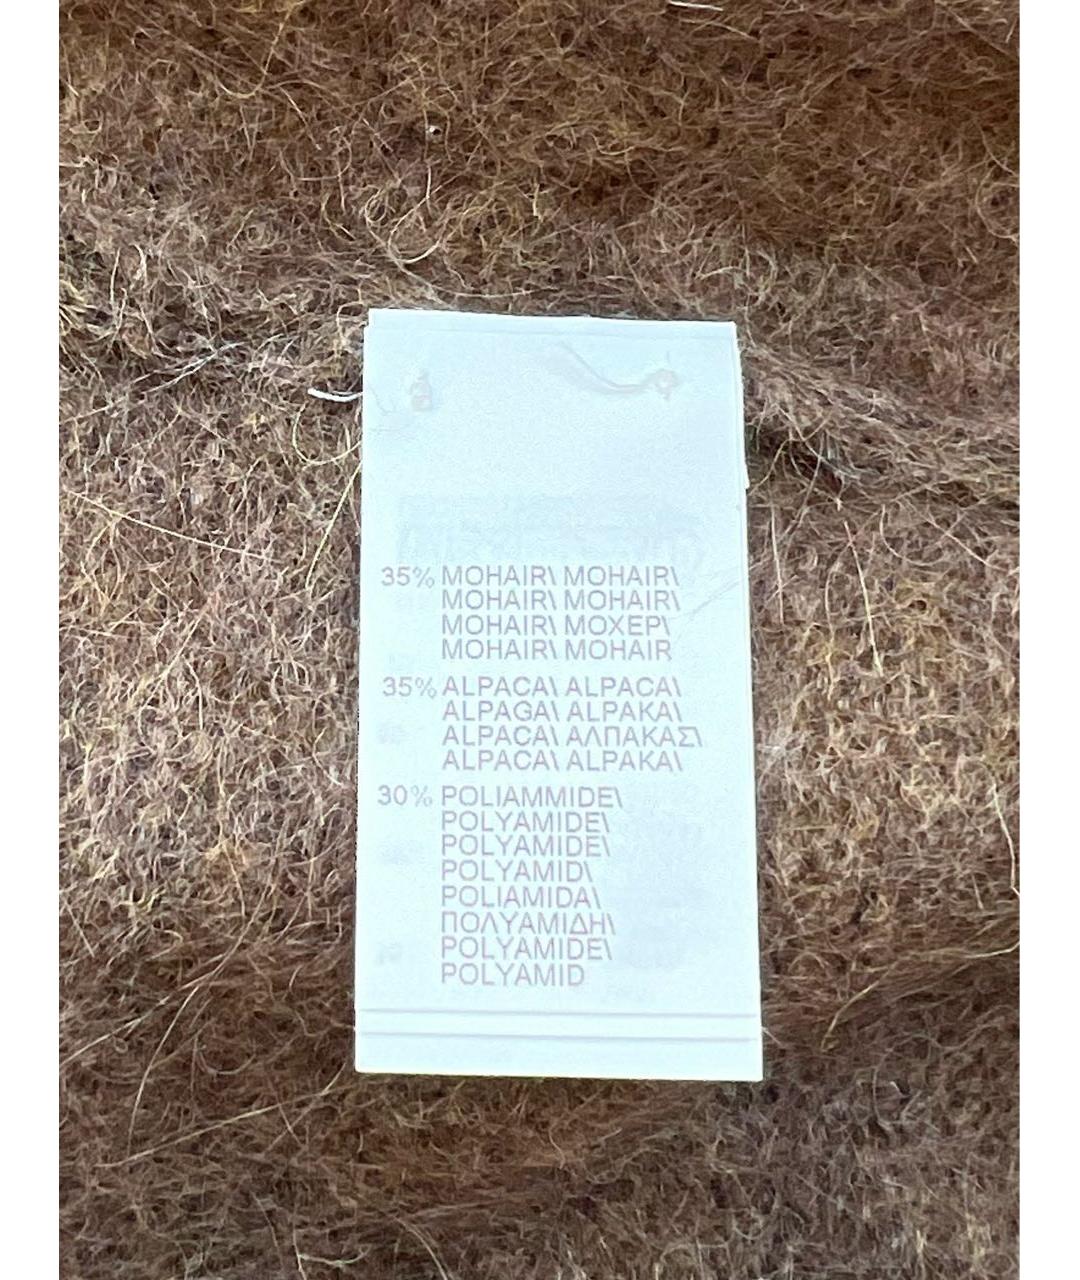 35% MOHAIR\ MOHAIR\
MOHAIR\ MOHAIR\
MOHAIR\ ΜΟΧΕΡ\
MOHAIR\ MOHAIR
35% ALPACA\ ALPACA\
ALPAGA\ ALPAKA\
ALPACA\ ΑΛΠΑΚΑΣ\
ALPACA\ ALPAKA\
30% POLIAMMIDE\
POLYAMIDE\
POLYAMIDE\
POLYAMID\
POLIAMIDA\
ΠΟΛΥΑΜΙΔΗ\
POLYAMIDE\
POLYAMID